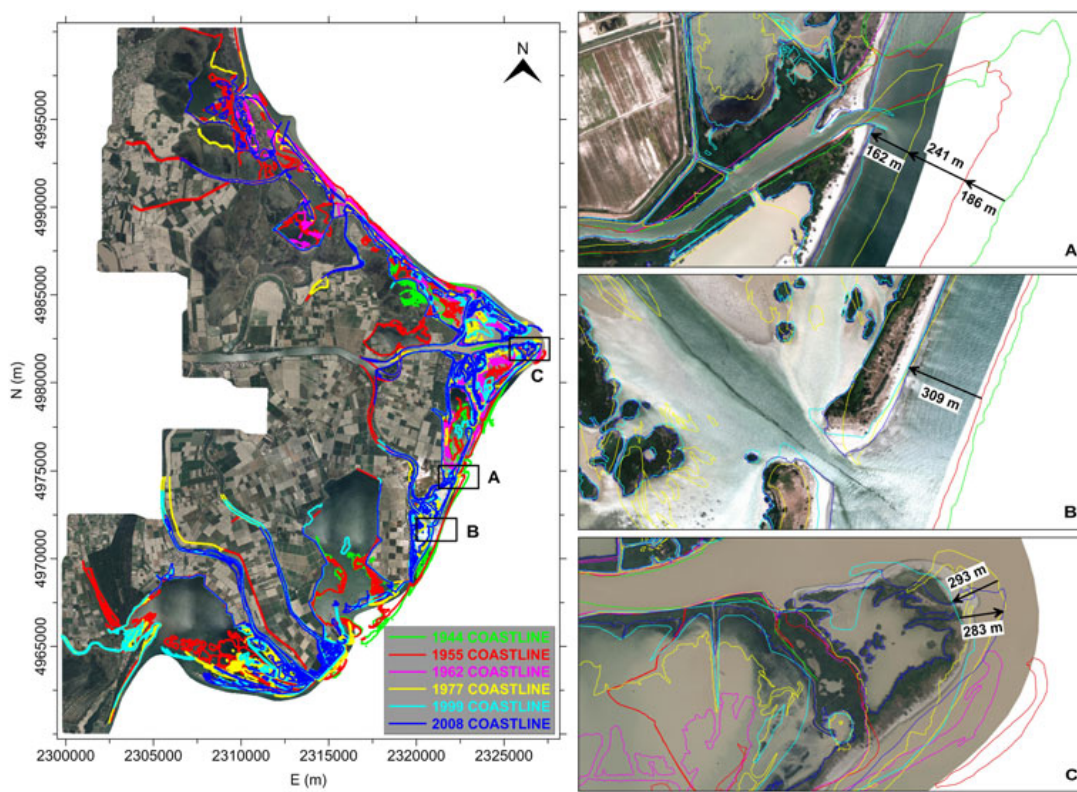 N
4995000
4990000
4985000
4980000
4975000
4970000
4965000
N (m)
C
A
B
1944 COASTLINE
1955 COASTLINE
1962 COASTLINE
1977 COASTLINE
1999 COASTLINE
2008 COASTLINE
2300000
2305000
2310000
2315000
2320000
2325000
E (m)
162 m
241 m
186 m
A
309 m
B
293 m
283 m
C